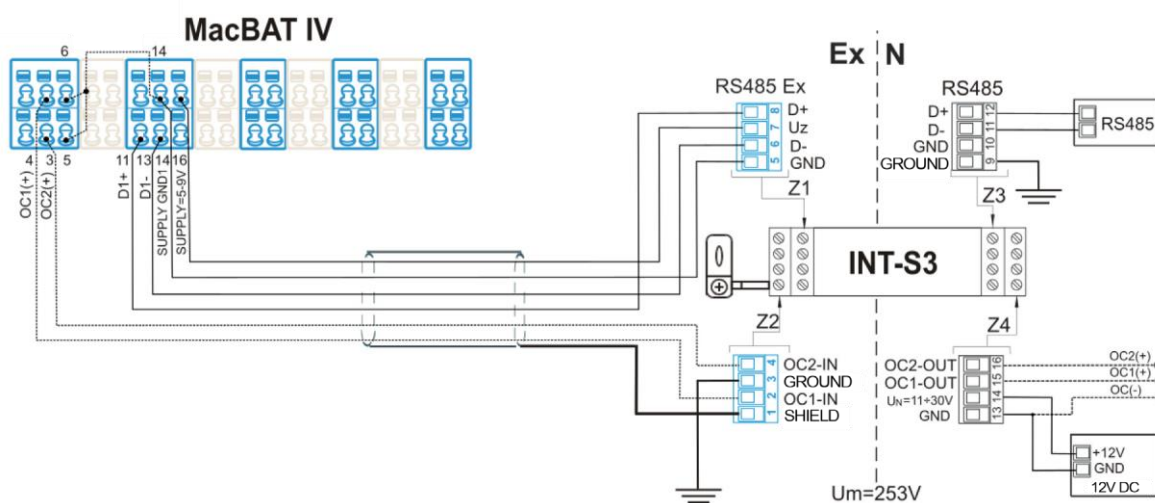 MacBAT IV
6
14
4
3
5
11
13
14
16
OC1(+)
OC2(+)
D1+
D1-
SUPPLY GND1
SUPPLY=5-9V
Ex
N
RS485 Ex
D+
8
Uz
7
D-
6
GND
5
Z1
RS485
D+
12
D-
11
GND
10
GROUND
9
Z3
RS485
INT-S3
Z2
OC2-IN
4
GROUND
3
OC1-IN
2
SHIELD
1
Z4
OC2-OUT
16
OC1-OUT
15
UN=11÷30V
14
GND
13
OC2(+)
OC1(+)
OC(-)
+12V
GND
12V DC
Um=253V